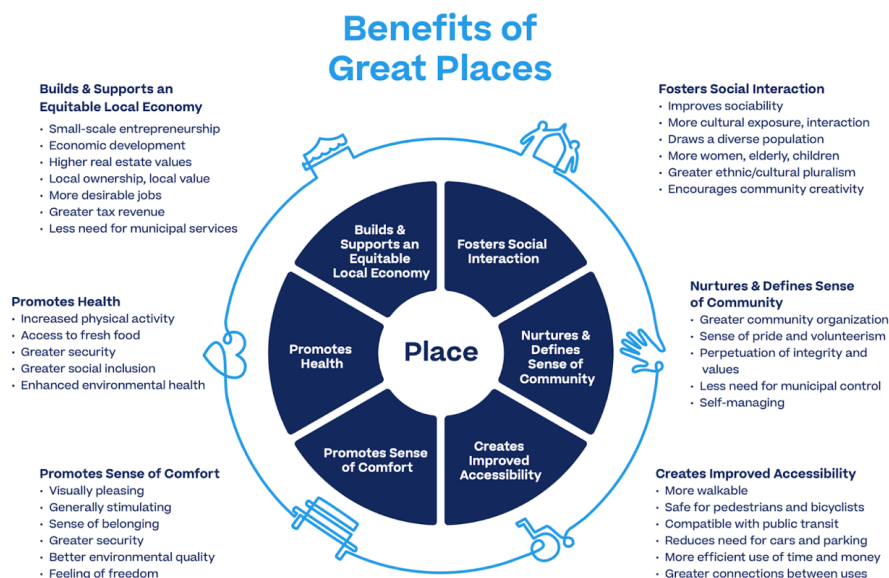 Benefits of
Great Places
Builds & Supports an
Equitable Local Economy
· Small-scale entrepreneurship
· Economic development
· Higher real estate values
· Local ownership, local value
· More desirable jobs
· Greater tax revenue
· Less need for municipal services
Fosters Social Interaction
· Improves sociability
· More cultural exposure, interaction
· Draws a diverse population
· More women, elderly, children
· Greater ethnic/cultural pluralism
· Encourages community creativity
Promotes Health
· Increased physical activity
· Access to fresh food
· Greater security
· Greater social inclusion
· Enhanced environmental health
Builds &
Supports an
Equitable
Local Economy
Fosters Social
Interaction
Promotes
Health
Place
Nurtures &
Defines
Sense of
Community
Promotes Sense
of Comfort
Creates
Improved
Accessibility
Nurtures & Defines Sense
of Community
· Greater community organization
· Sense of pride and volunteerism
· Perpetuation of integrity and
values
· Less need for municipal control
· Self-managing
Promotes Sense of Comfort
· Visually pleasing
· Generally stimulating
· Sense of belonging
· Greater security
· Better environmental quality
· Feeling of freedom
Creates Improved Accessibility
· More walkable
· Safe for pedestrians and bicyclists
· Compatible with public transit
· Reduces need for cars and parking
· More efficient use of time and money
· Greater connections between uses